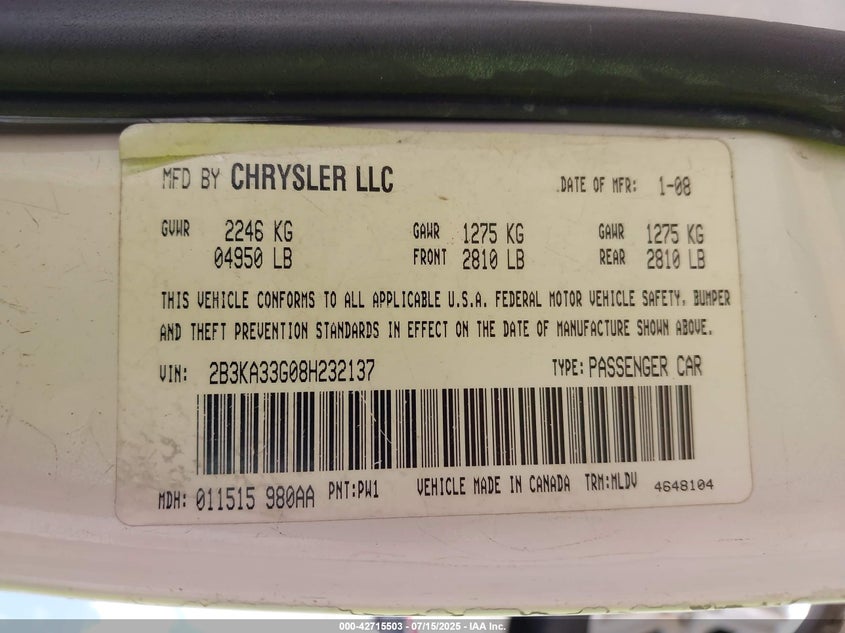 MFD BY CHRYSLER LLC DATE OF MFR: 1-08
GVWR 2246 KG GAWR 1275 KG GAWR 1275 KG
04950 LB FRONT 2810 LB REAR 2810 LB
THIS VEHICLE CONFORMS TO ALL APPLICABLE U.S.A. FEDERAL MOTOR VEHICLE SAFETY, BUMPER
AND THEFT PREVENTION STANDARDS IN EFFECT ON THE DATE OF MANUFACTURE SHOWN ABOVE.
VIN: 2B3KA33G08H232137 TYPE: PASSENGER CAR
MDH: 011515 980AA PNT:PW1 VEHICLE MADE IN CANADA TRM:MLDV 4648104
000-42715503 - 07/15/2025 - IAA Inc.